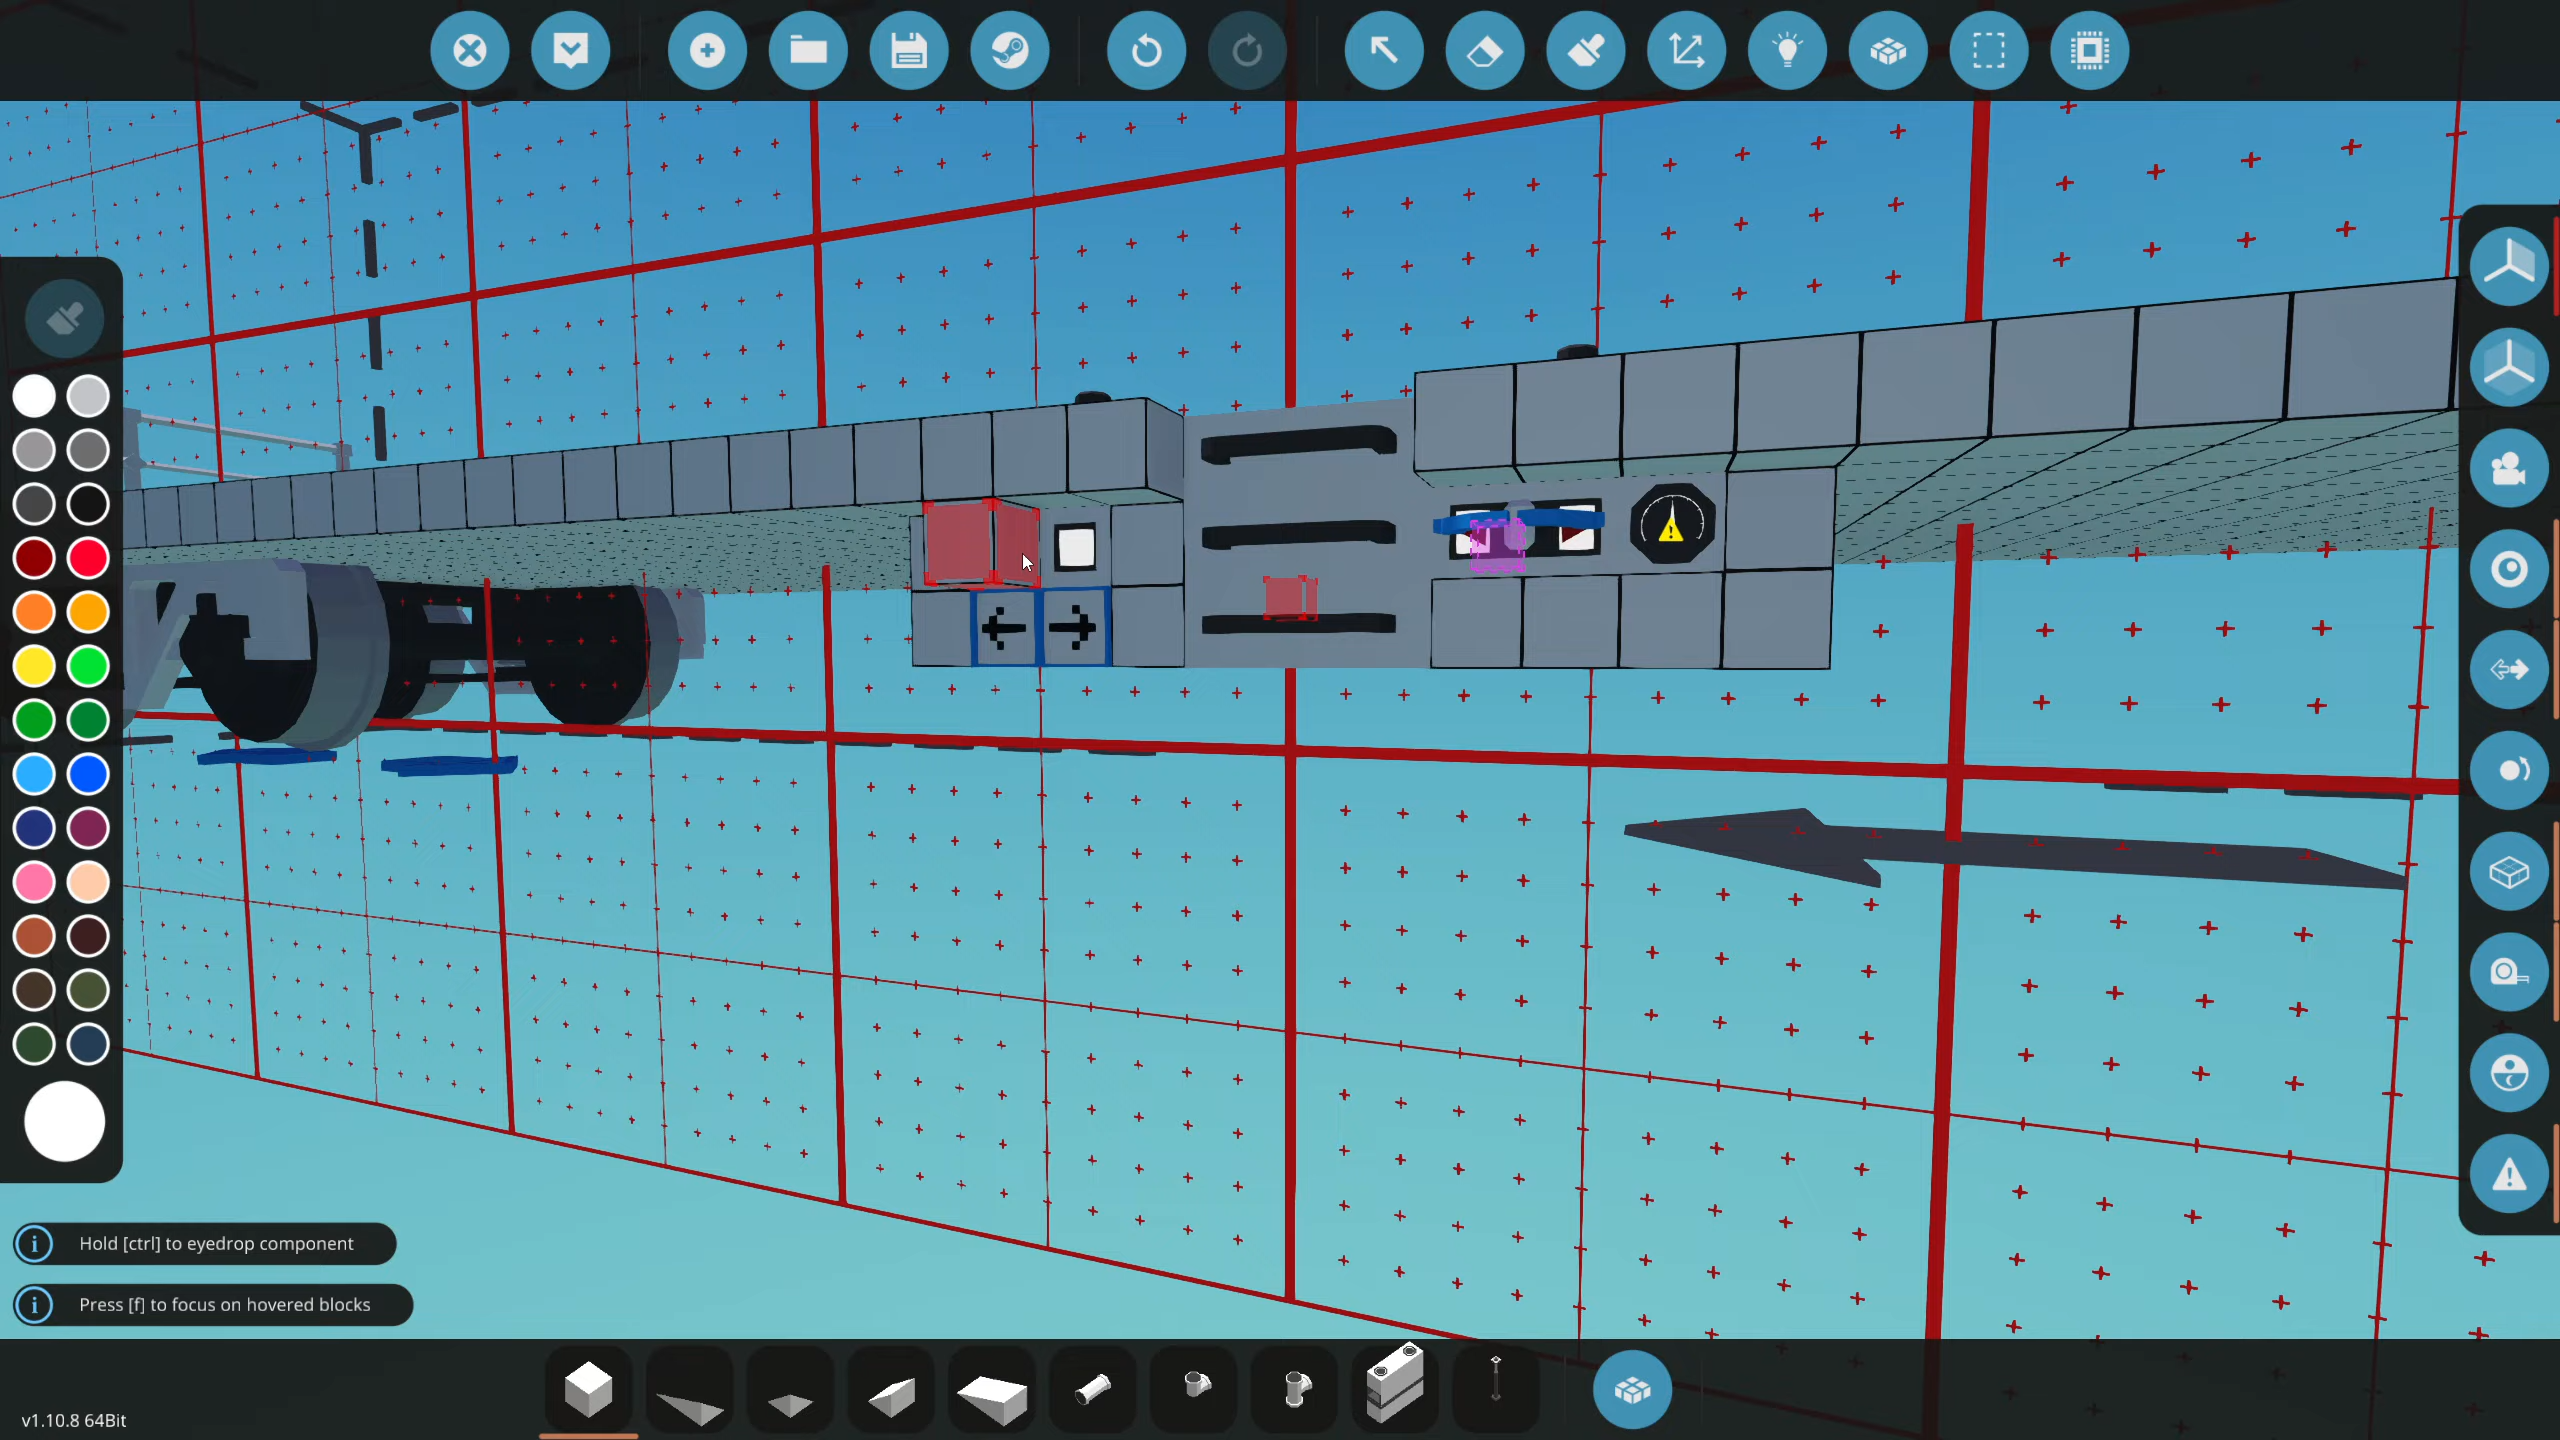 Hold [ctrl] to eyedrop component
Press [f] to focus on hovered blocks
v1.10.8 64Bit